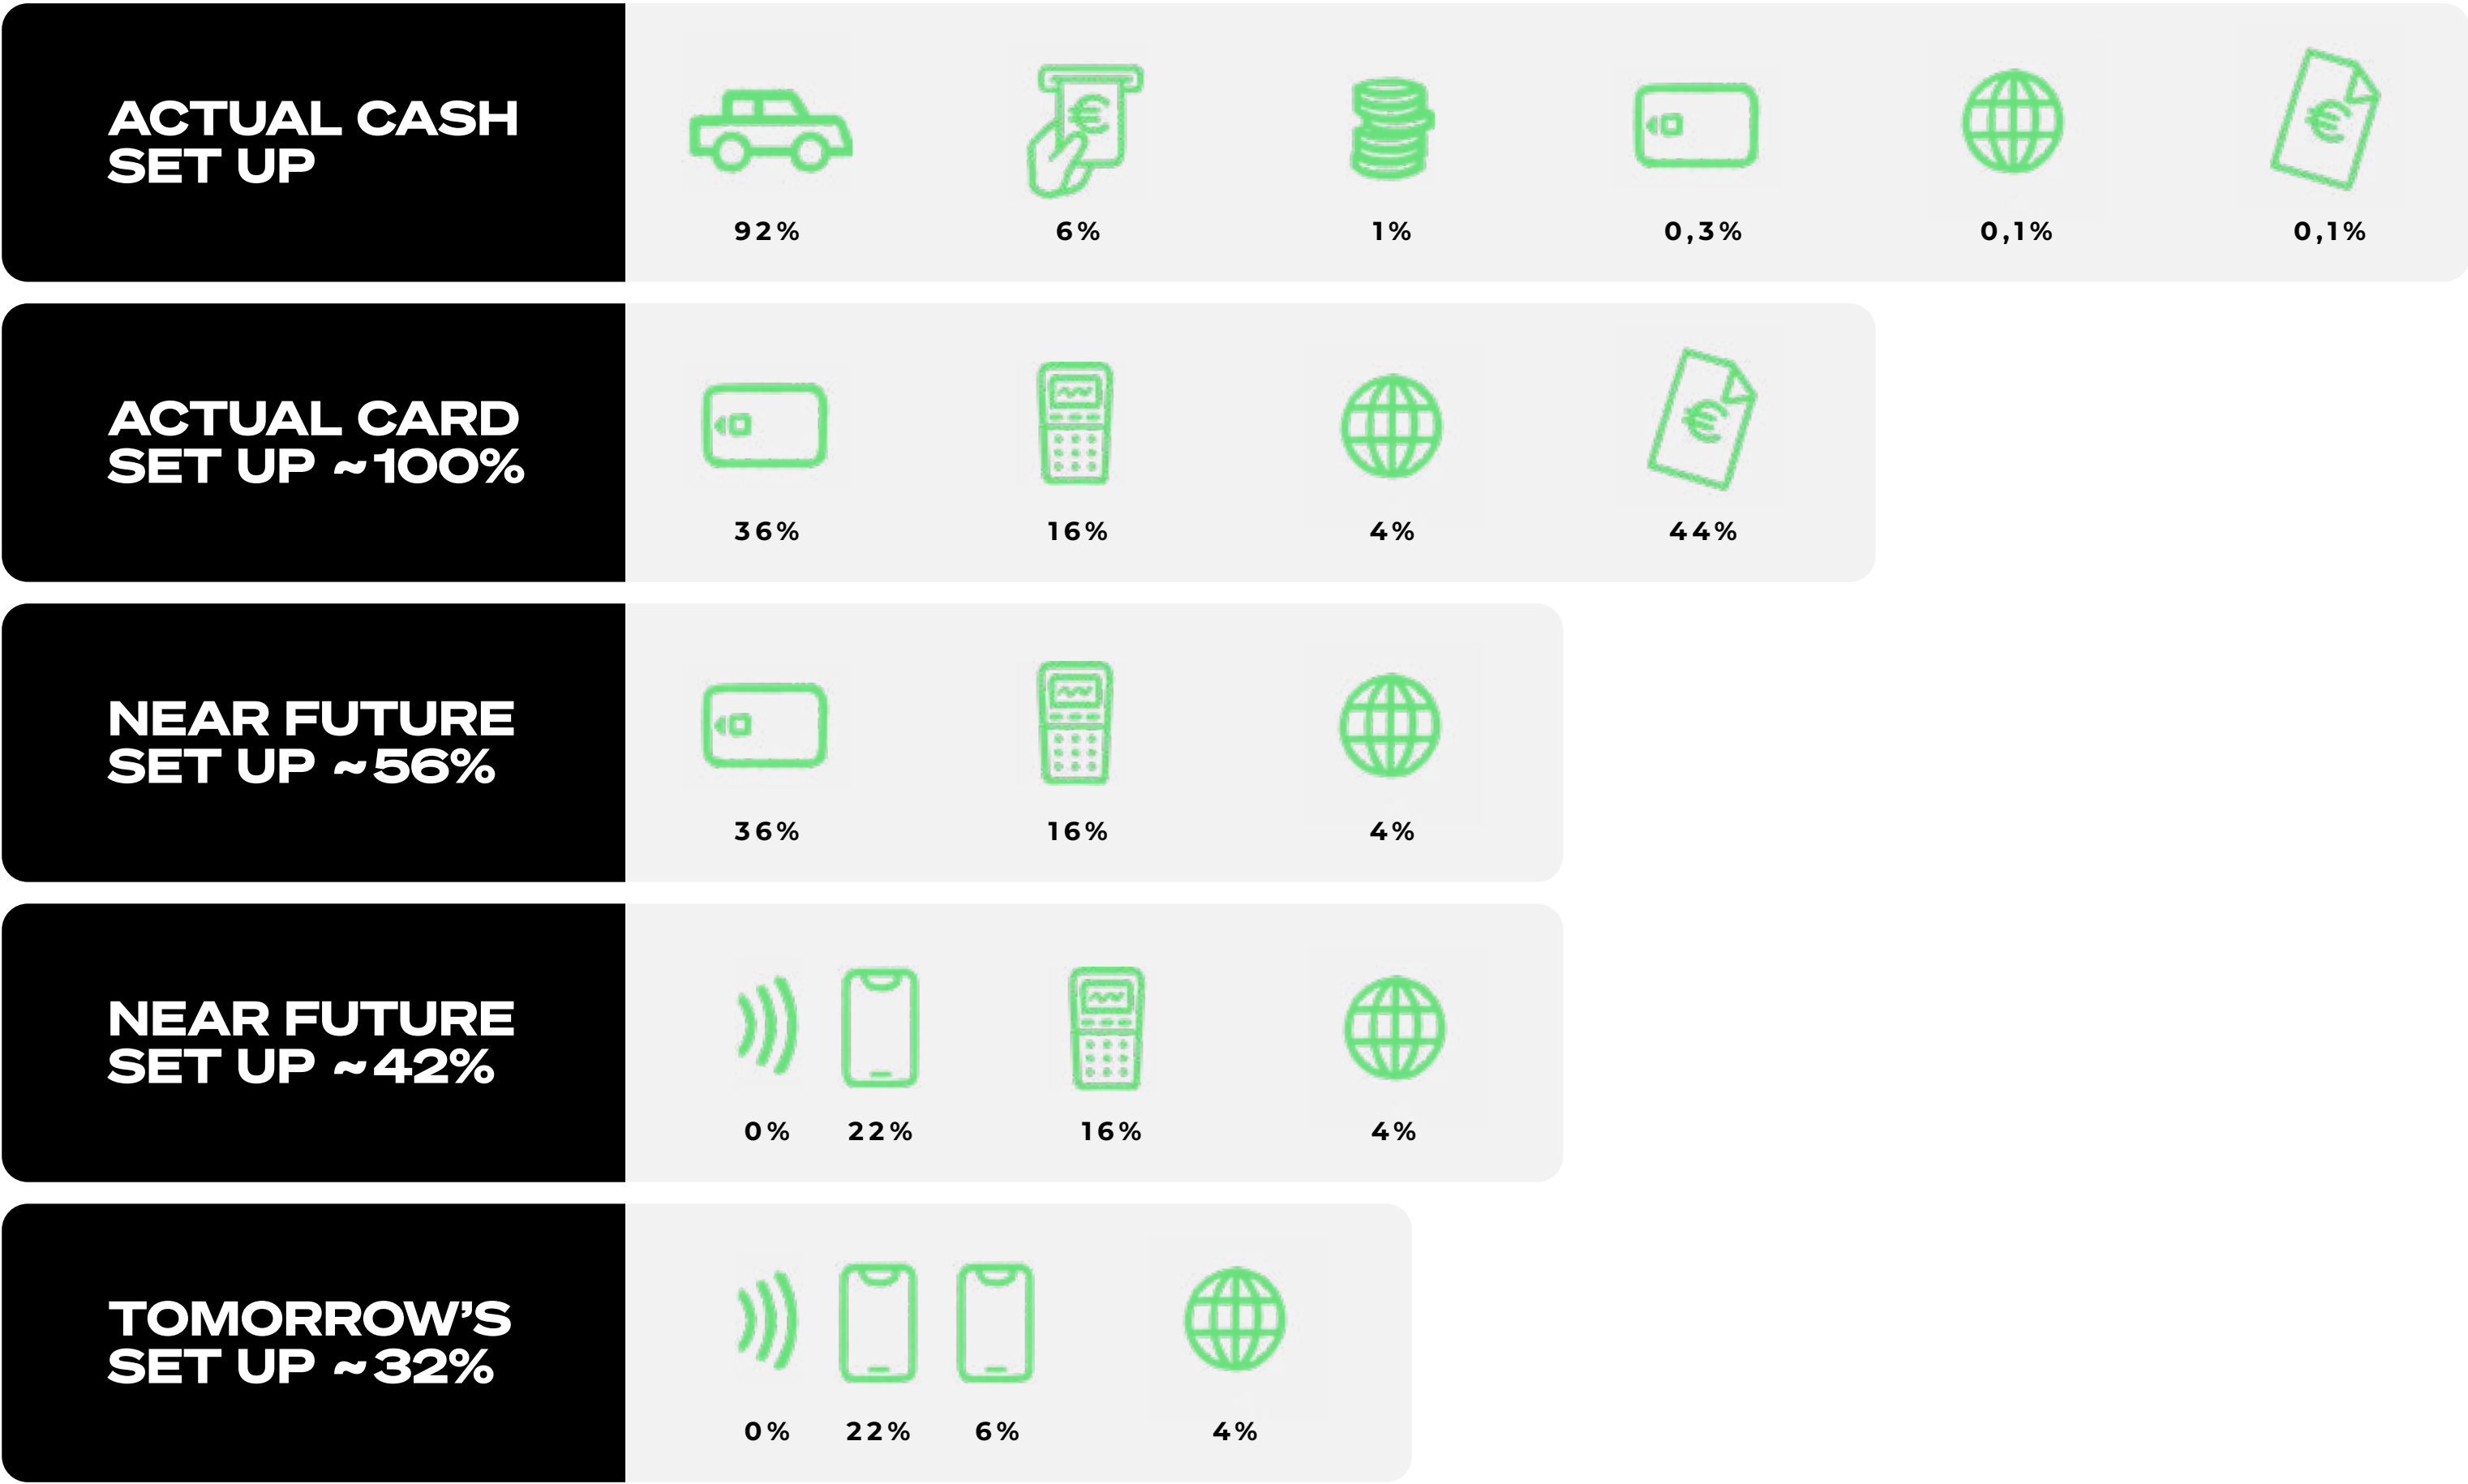 ACTUAL CASH
SET UP
92%
6%
1%
0,3%
0,1%
0,1%
ACTUAL CARD
SET UP ~100%
36%
16%
4%
44%
NEAR FUTURE
SET UP ~56%
36%
16%
4%
NEAR FUTURE
SET UP ~42%
0%
22%
16%
4%
TOMORROW’S
SET UP ~32%
0%
22%
6%
4%